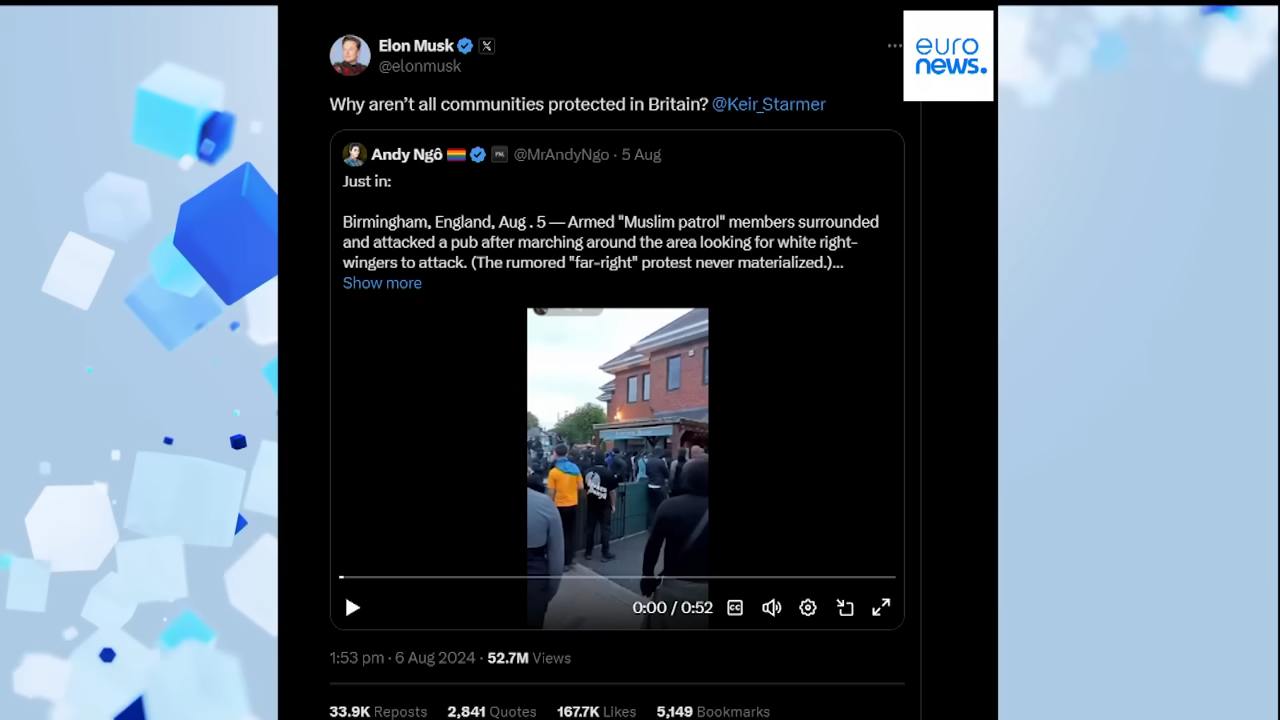 Elon Musk
@elonmusk
euro
news.
Why aren't all communities protected in Britain? @Keir_Starmer
Andy Ngô @MrAndyNgo · 5 Aug
Just in:
Birmingham, England, Aug . 5 — Armed "Muslim patrol" members surrounded
and attacked a pub after marching around the area looking for white right-
wingers to attack. (The rumored "far-right" protest never materialized.)...
Show more
0:00 / 0:52
CC
1:53 pm · 6 Aug 2024 · 52.7M Views
33.9K Reposts 2,841 Quotes 167.7K Likes 5,149 Bookmarks